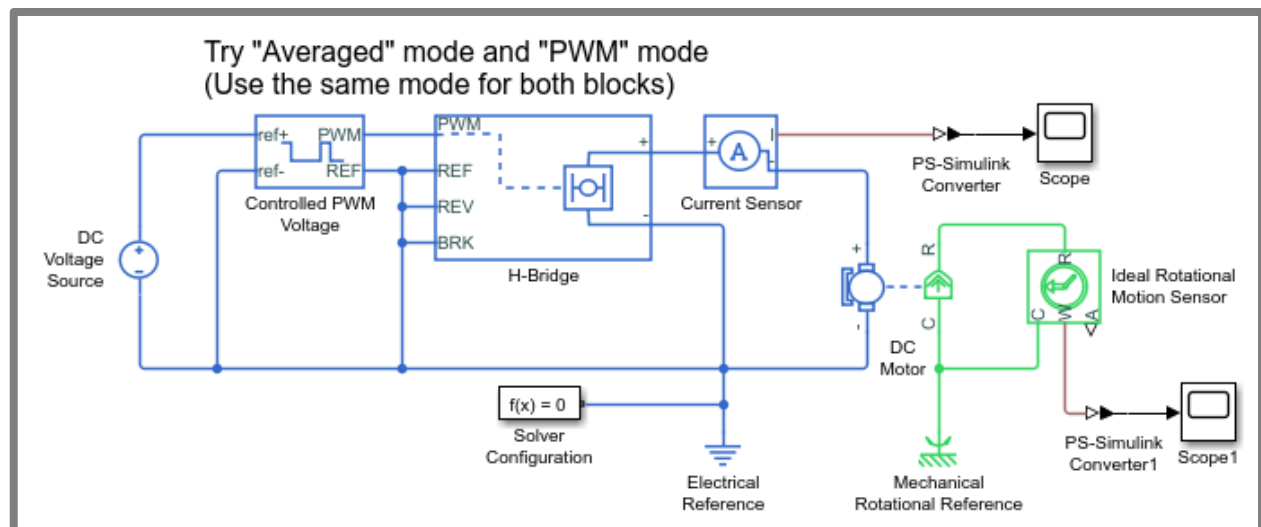 Try "Averaged" mode and "PWM" mode
(Use the same mode for both blocks)
ref+ PWM
ref- REF
Controlled PWM
Voltage
PWM
REF
REV
BRK
+
-
H-Bridge
+ A I
-
Current Sensor
PS-Simulink
Converter
Scope
DC
Voltage
Source
+
-
+
-
DC
Motor
R
C
R
C W A
Ideal Rotational
Motion Sensor
f(x) = 0
Solver
Configuration
Electrical
Reference
Mechanical
Rotational Reference
PS-Simulink
Converter1
Scope1